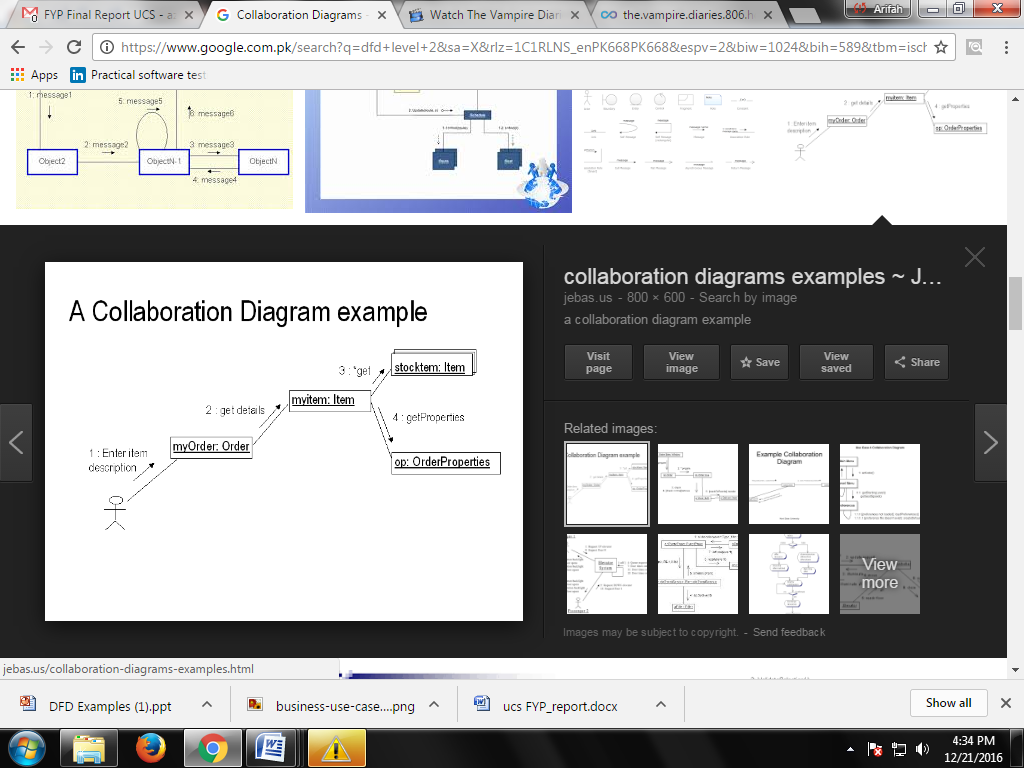 FYP Final Report UCS - a
Collaboration Diagrams -
Watch The Vampire Diari
the.vampire.diaries.806.h
Arifah
https://www.google.com.pk/search?q=dfd+level+2&sa=X&rlz=1C1RLNS_enPK668PK668&espv=2&biw=1024&bih=589&tbm=isch
Apps
Practical software test
1: message1
5: message5
6: message6
2: message2
3: message3
4: message4
Object2
ObjectN-1
ObjectN
Schedule
2 : get details
myitem: Item
4 : getProperties
1 : Enter item
description
myOrder: Order
op: OrderProperties
A Collaboration Diagram example
3 : *get
stocktem: Item
2 : get details
myitem: Item
4 : getProperties
1 : Enter item
description
myOrder: Order
op: OrderProperties
collaboration diagrams examples ~ J...
jebas.us - 800 × 600 - Search by image
a collaboration diagram example
Visit page
View image
Save
View saved
Share
Related images:
Collaboration Diagram example
Example Collaboration
Diagram
View more
Images may be subject to copyright. - Send feedback
jebas.us/collaboration-diagrams-examples.html
DFD Examples (1).ppt
business-use-case....png
ucs FYP_report.docx
Show all
4:34 PM
12/21/2016